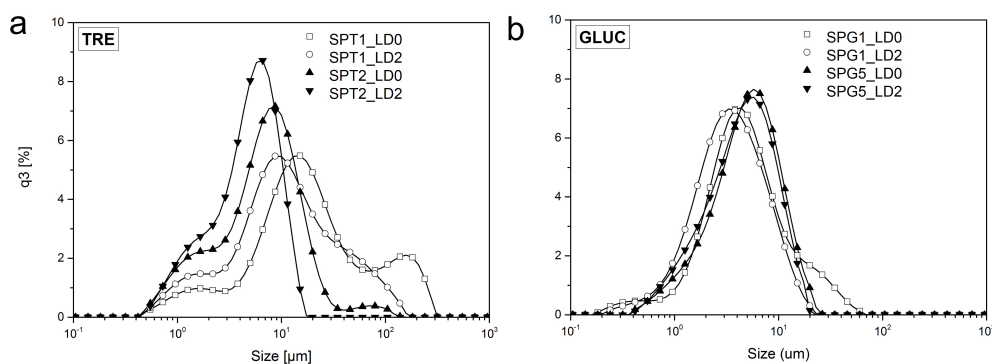 a
TRE
SPT1_LD0
SPT1_LD2
SPT2_LD0
SPT2_LD2
10
8
6
4
2
0
q3 [%]
10-1
100
101
102
103
Size [µm]
b
GLUC
SPG1_LD0
SPG1_LD2
SPG5_LD0
SPG5_LD2
10
8
6
4
2
0
10-1
100
101
102
10
Size (um)